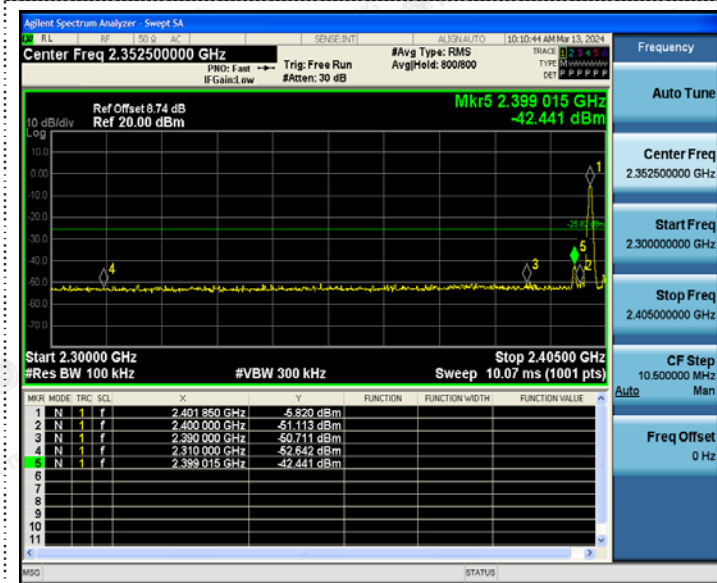 Agilent Spectrum Analyzer - Swept SA
RL RF 50 Ω AC SENSE:INT ALIGN AUTO 10:10:44 AM Mar 13, 2024
Center Freq 2.352500000 GHz
PNO: Fast
IFGain:Low
Trig: Free Run
#Atten: 30 dB
#Avg Type: RMS
Avg|Hold: 800/800
TRACE 1 2 3 4 5 6
TYPE M
DET P P P P P P
Ref Offset 8.74 dB
Ref 20.00 dBm
10 dB/div
Log
Mkr5 2.399 015 GHz
-42.441 dBm
10.0
0.00
-10.0
-20.0
-30.0
-40.0
-50.0
-60.0
-70.0
-25.82 dBm
1
5
2
3
4
Start 2.30000 GHz Stop 2.40500 GHz
#Res BW 100 kHz #VBW 300 kHz Sweep 10.07 ms (1001 pts)
MKR MODE TRC SCL X Y FUNCTION FUNCTION WIDTH FUNCTION VALUE
1 N 1 f 2.401 850 GHz -5.820 dBm
2 N 1 f 2.400 000 GHz -51.113 dBm
3 N 1 f 2.390 000 GHz -50.711 dBm
4 N 1 f 2.310 000 GHz -52.642 dBm
5 N 1 f 2.399 015 GHz -42.441 dBm
6
7
8
9
10
11
MSG STATUS
Frequency
Auto Tune
Center Freq
2.352500000 GHz
Start Freq
2.300000000 GHz
Stop Freq
2.405000000 GHz
CF Step
10.500000 MHz
Auto Man
Freq Offset
0 Hz